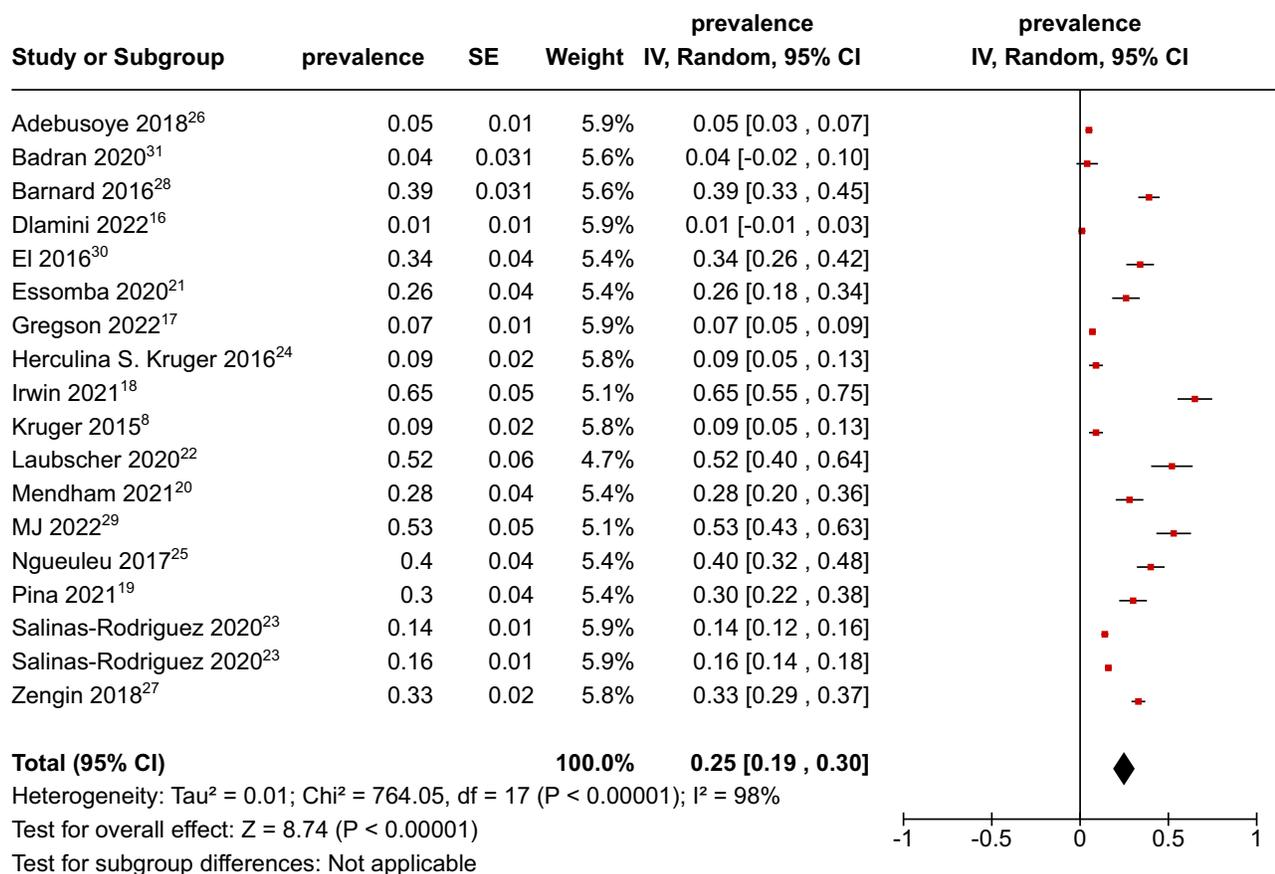 prevalence prevalence
Study or Subgroup prevalence SE Weight IV, Random, 95% CI IV, Random, 95% CI
Adebusoye 2018²⁶ 0.05 0.01 5.9% 0.05 [0.03 , 0.07]
Badran 2020³¹ 0.04 0.031 5.6% 0.04 [-0.02 , 0.10]
Barnard 2016²⁸ 0.39 0.031 5.6% 0.39 [0.33 , 0.45]
Dlamini 2022¹⁶ 0.01 0.01 5.9% 0.01 [-0.01 , 0.03]
El 2016³⁰ 0.34 0.04 5.4% 0.34 [0.26 , 0.42]
Essomba 2020²¹ 0.26 0.04 5.4% 0.26 [0.18 , 0.34]
Gregson 2022¹⁷ 0.07 0.01 5.9% 0.07 [0.05 , 0.09]
Herculina S. Kruger 2016²⁴ 0.09 0.02 5.8% 0.09 [0.05 , 0.13]
Irwin 2021¹⁸ 0.65 0.05 5.1% 0.65 [0.55 , 0.75]
Kruger 2015⁸ 0.09 0.02 5.8% 0.09 [0.05 , 0.13]
Laubscher 2020²² 0.52 0.06 4.7% 0.52 [0.40 , 0.64]
Mendham 2021²⁰ 0.28 0.04 5.4% 0.28 [0.20 , 0.36]
MJ 2022²⁹ 0.53 0.05 5.1% 0.53 [0.43 , 0.63]
Ngueuleu 2017²⁵ 0.4 0.04 5.4% 0.40 [0.32 , 0.48]
Pina 2021¹⁹ 0.3 0.04 5.4% 0.30 [0.22 , 0.38]
Salinas-Rodriguez 2020²³ 0.14 0.01 5.9% 0.14 [0.12 , 0.16]
Salinas-Rodriguez 2020²³ 0.16 0.01 5.9% 0.16 [0.14 , 0.18]
Zengin 2018²⁷ 0.33 0.02 5.8% 0.33 [0.29 , 0.37]
Total (95% CI) 100.0% 0.25 [0.19 , 0.30]
Heterogeneity: Tau² = 0.01; Chi² = 764.05, df = 17 (P < 0.00001); I² = 98%
Test for overall effect: Z = 8.74 (P < 0.00001)
-1 -0.5 0 0.5 1
Test for subgroup differences: Not applicable